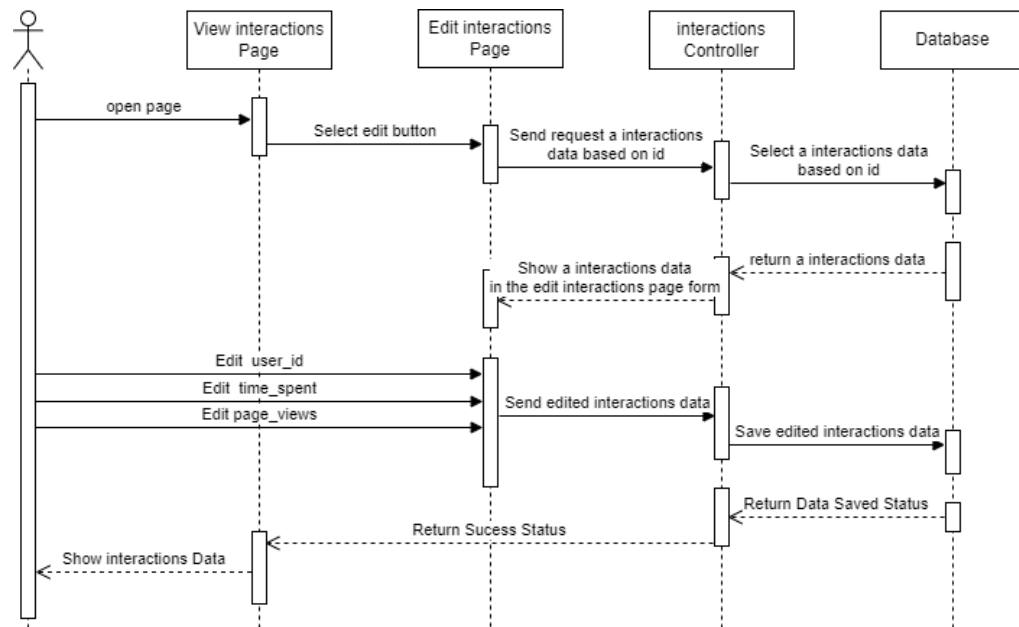 View interactions
Page
Edit interactions
Page
interactions
Controller
Database
open page
Select edit button
Send request a interactions
data based on id
Select a interactions data
based on id
return a interactions data
Show a interactions data
in the edit interactions page form
Edit user_id
Edit time_spent
Edit page_views
Send edited interactions data
Save edited interactions data
Return Data Saved Status
Return Sucess Status
Show interactions Data